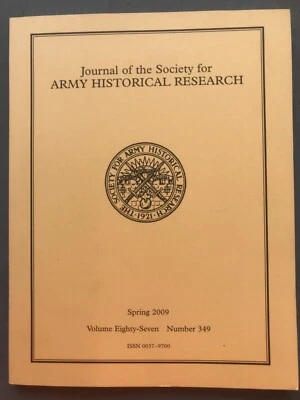 Journal of the Society for
ARMY HISTORICAL RESEARCH
THE SOCIETY FOR ARMY HISTORICAL RESEARCH
·1921·
Spring 2009
Volume Eighty-Seven Number 349
ISSN 0037–9700